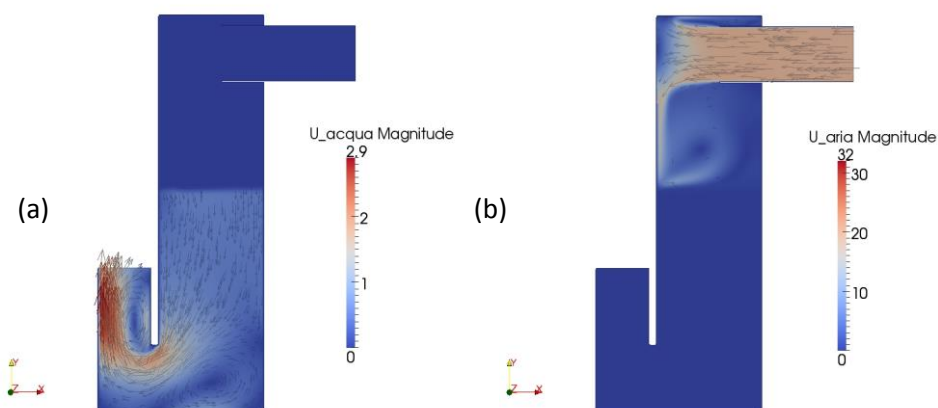 U_acqua Magnitude
2.9
2
1
0
(a)
Y
Z
X
U_aria Magnitude
32
30
20
10
0
(b)
Y
Z
X